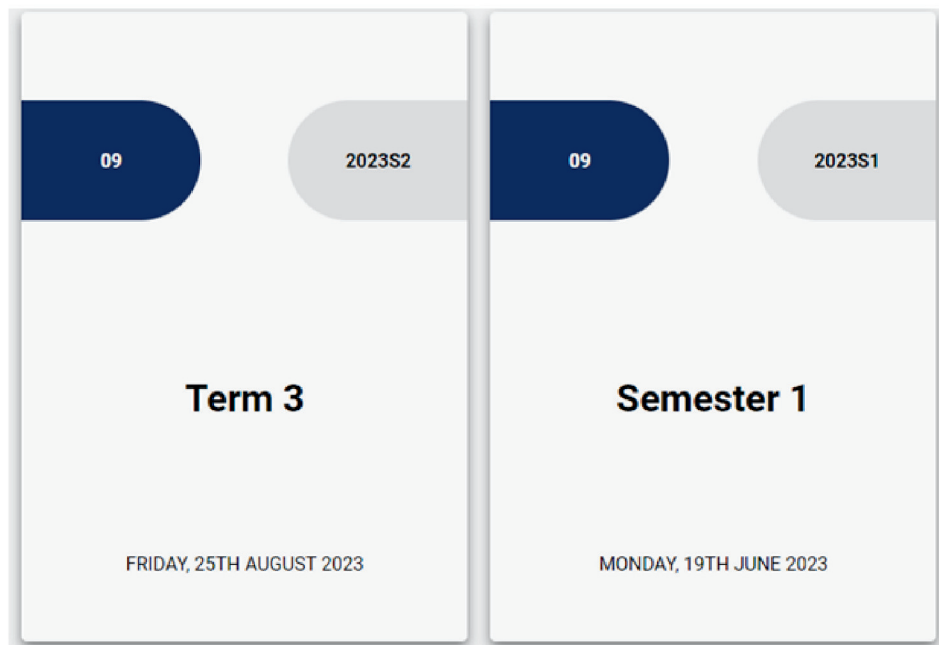 09
2023S2
Term 3
FRIDAY, 25TH AUGUST 2023
09
2023S1
Semester 1
MONDAY, 19TH JUNE 2023